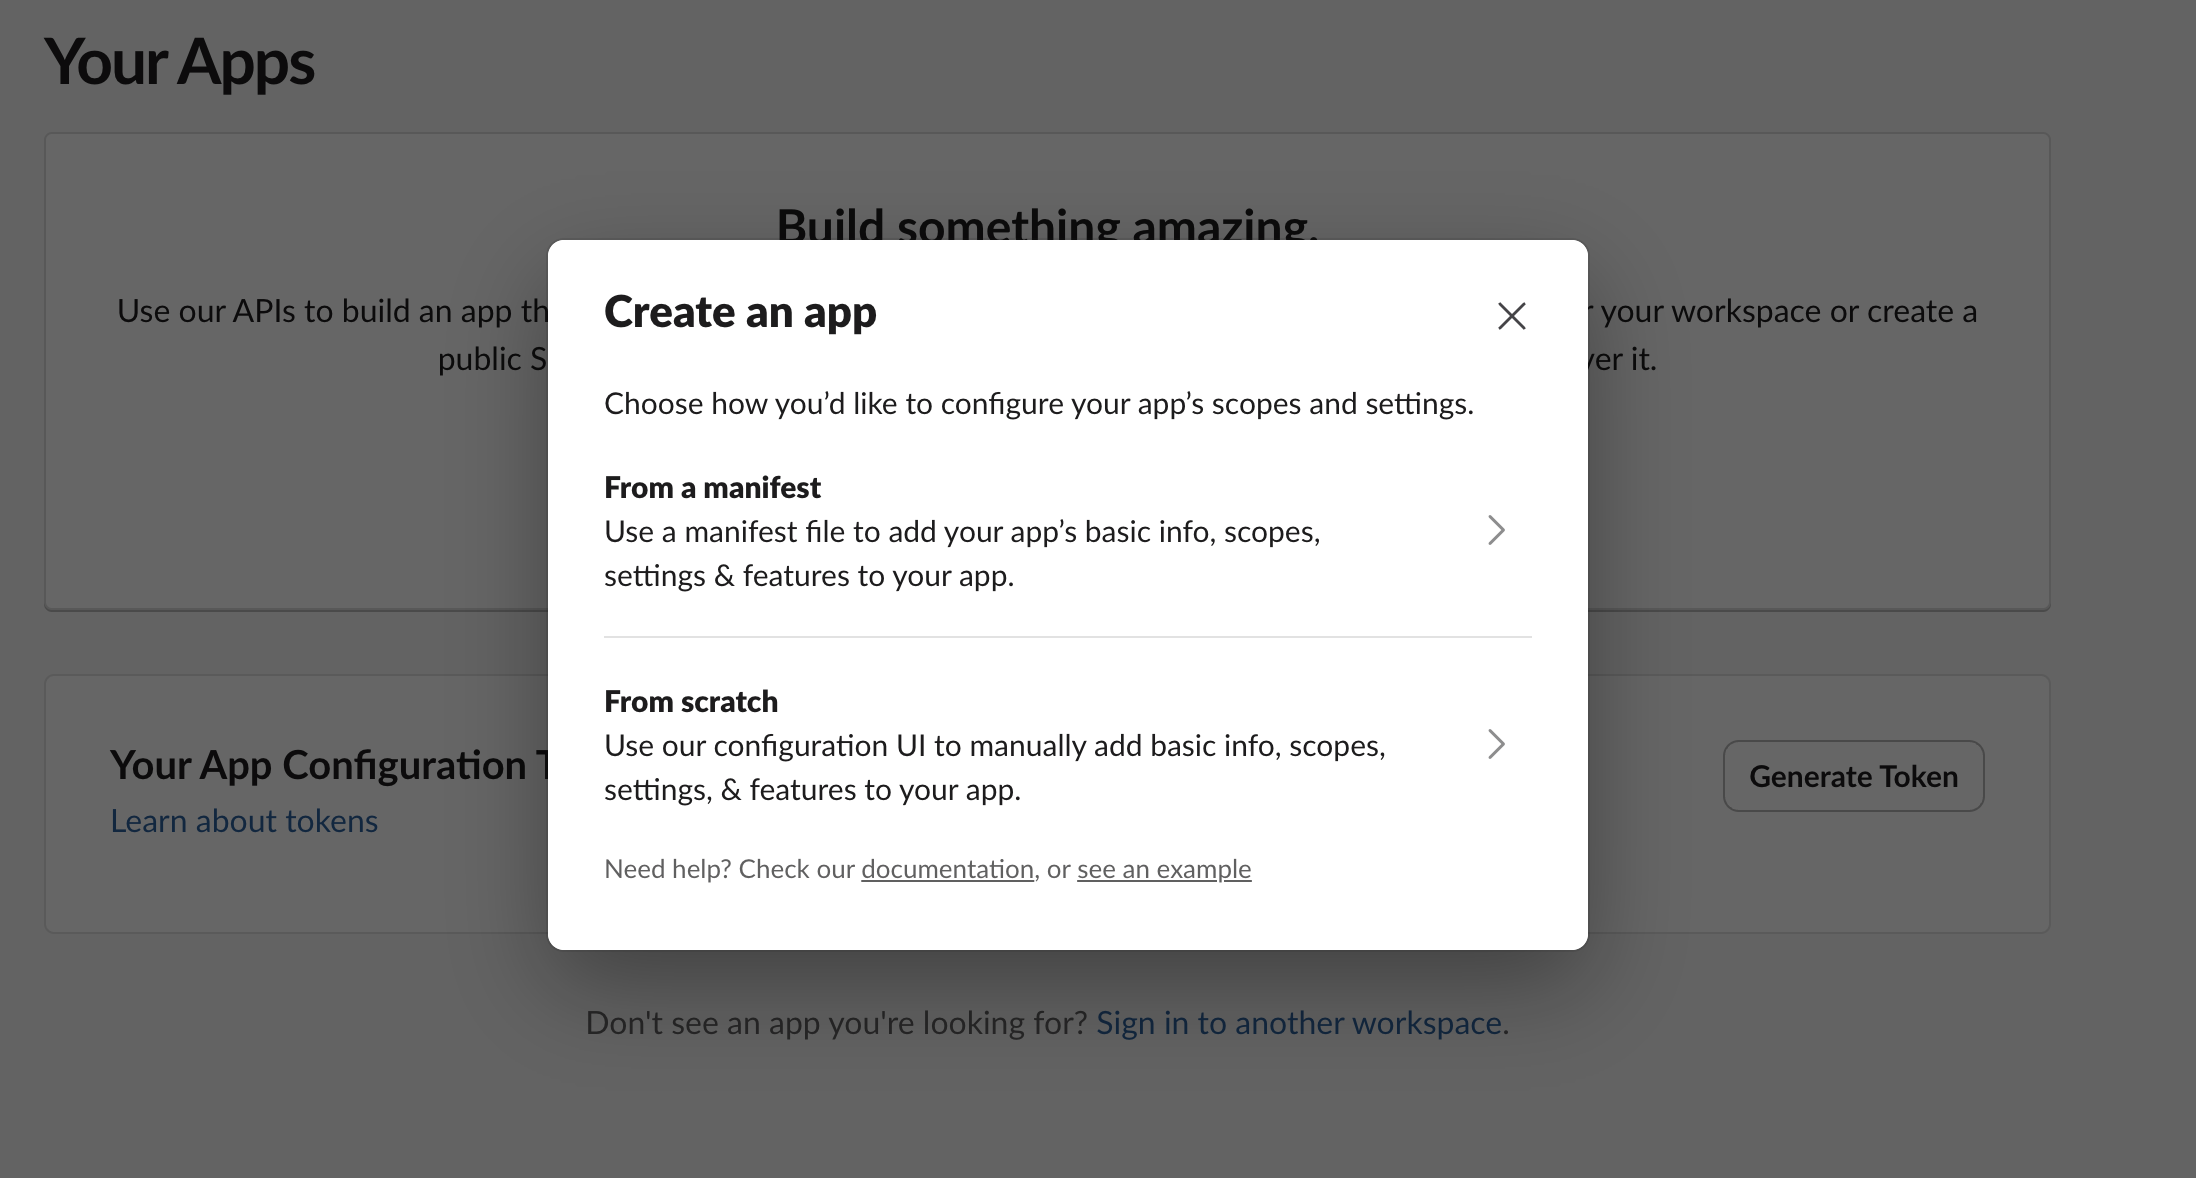 Your Apps
Build something amazing.
Use our APIs to build an app
your workspace or create a
public
it.
Create an app
Choose how you’d like to configure your app’s scopes and settings.
From a manifest
Use a manifest file to add your app’s basic info, scopes,
settings & features to your app.
From scratch
Use our configuration UI to manually add basic info, scopes,
settings, & features to your app.
Need help? Check our documentation, or see an example
Your App Configuration
Learn about tokens
Generate Token
Don't see an app you're looking for? Sign in to another workspace.